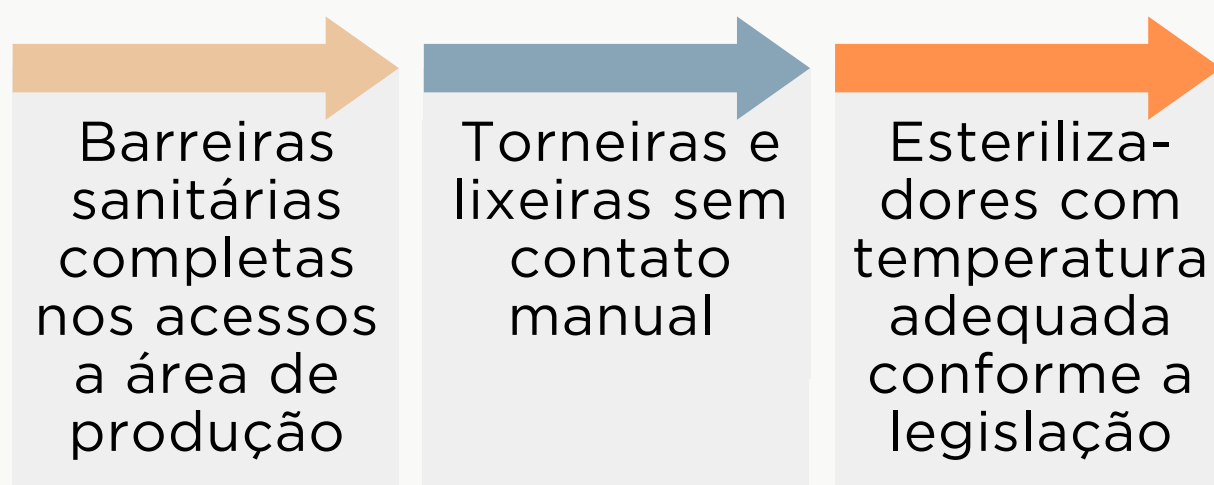 Barreiras
sanitárias
completas
nos acessos
a área de
produção
Torneiras e
lixeiras sem
contato
manual
Esteriliza-
dores com
temperatura
adequada
conforme a
legislação